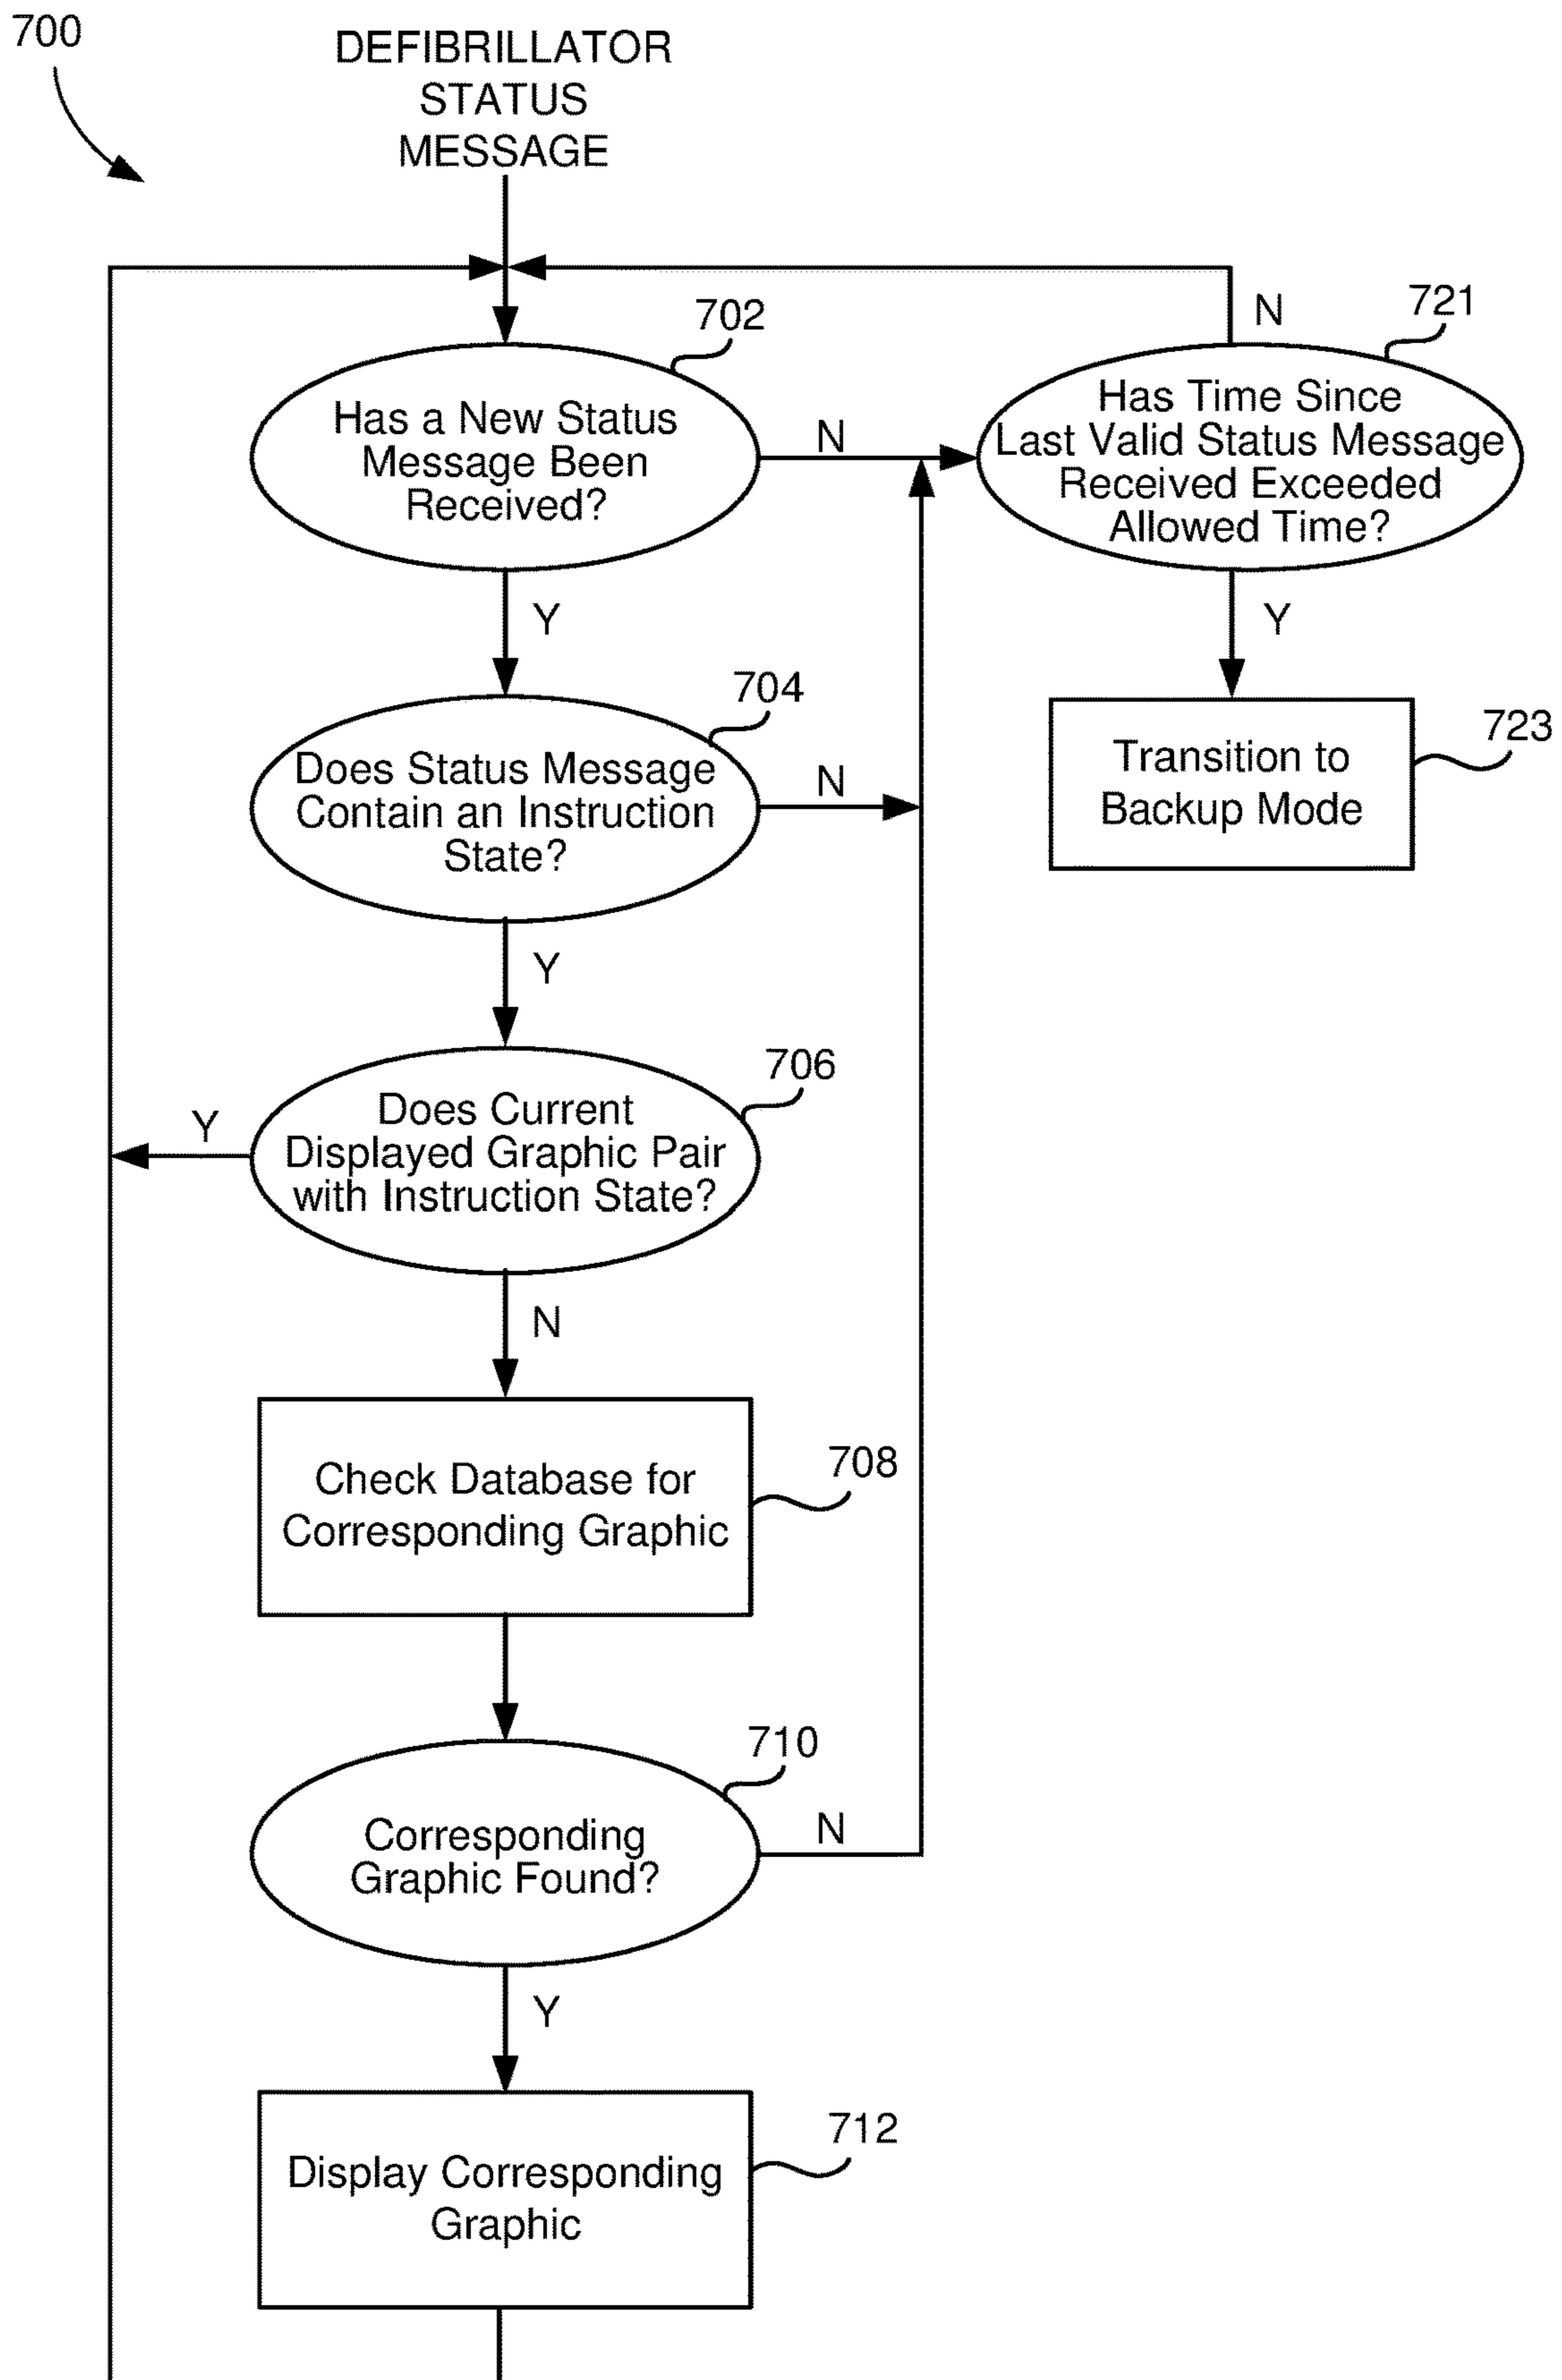 700
DEFIBRILLATOR
STATUS
MESSAGE
702
Has a New Status
Message Been
Received?
N
Y
721
N
Has Time Since
Last Valid Status Message
Received Exceeded
Allowed Time?
Y
723
Transition to
Backup Mode
704
Does Status Message
Contain an Instruction
State?
N
Y
706
Does Current
Displayed Graphic Pair
with Instruction State?
Y
N
708
Check Database for
Corresponding Graphic
710
Corresponding
Graphic Found?
N
Y
712
Display Corresponding
Graphic